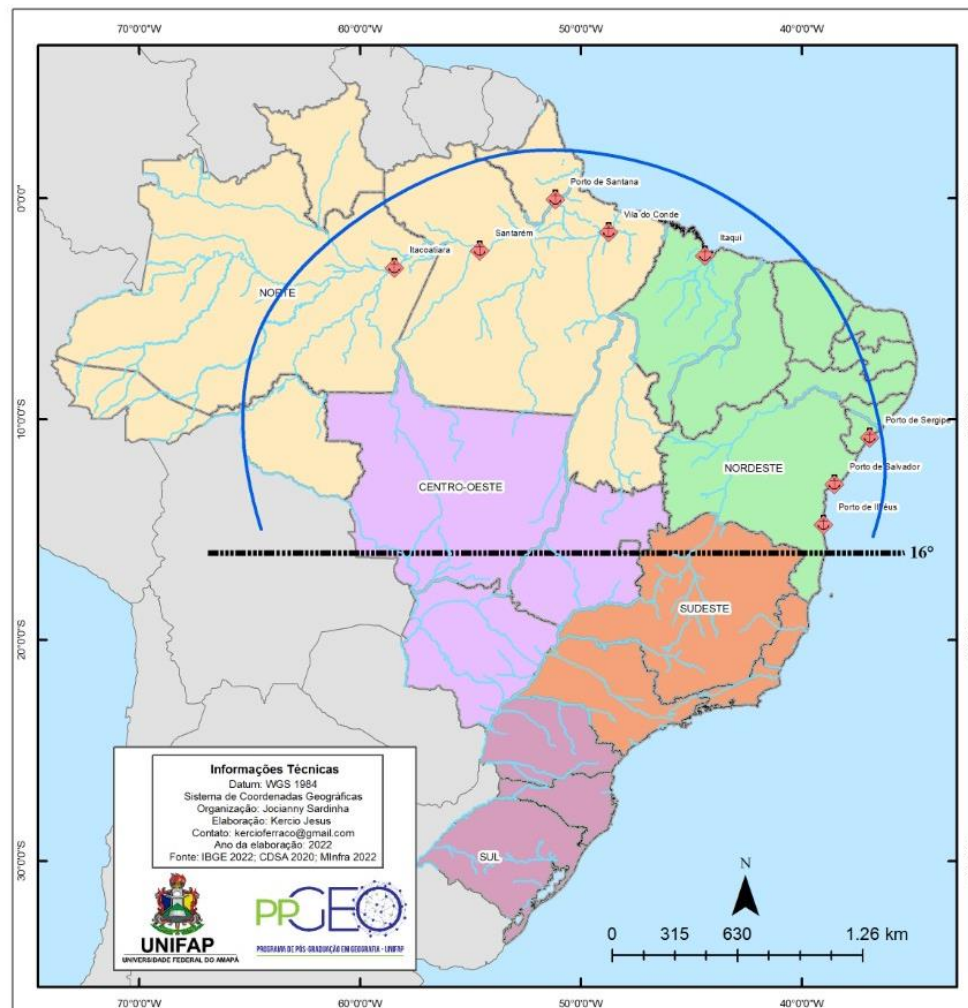 70°0'0"W 60°0'0"W 50°0'0"W 40°0'0"W
0°0'0"
10°0'0"S
20°0'0"S
30°0'0"S
Porto de Santana
Vila do Conde
Santarém
Itaqui
Itacoatiara
NORTE
Porto de Sergipe
NORDESTE
Porto de Salvador
CENTRO-OESTE
Porto de Ilhéus
16°
SUDESTE
SUL
Informações Técnicas
Datum: WGS 1984
Sistema de Coordenadas Geográficas
Organização: Jocianny Sardinha
Elaboração: Kercio Jesus
Contato: kercioferraco@gmail.com
Ano da elaboração: 2022
Fonte: IBGE 2022; CDSA 2020; MInfra 2022
UNIFAP
UNIVERSIDADE FEDERAL DO AMAPÁ
PPGEO
PROGRAMA DE PÓS-GRADUAÇÃO EM GEOGRAFIA - UNIFAP
N
0 315 630 1.26 km
70°0'0"W 60°0'0"W 50°0'0"W 40°0'0"W